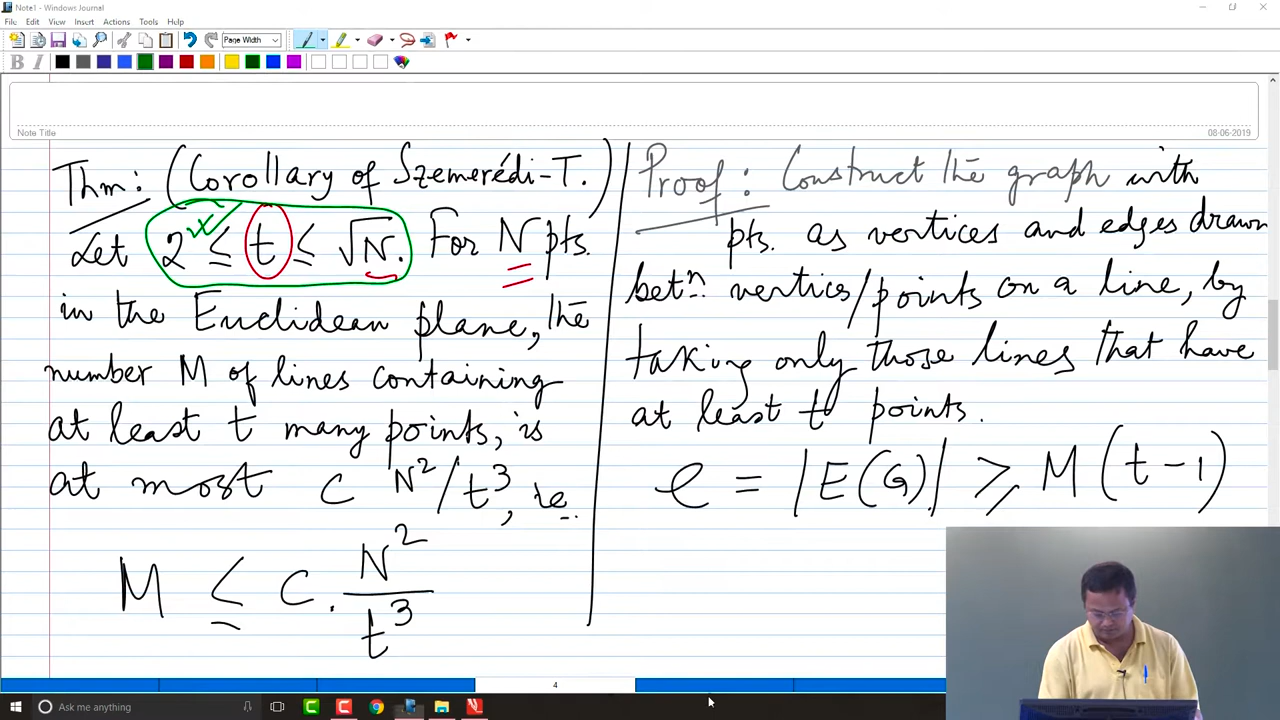 Note1 - Windows Journal
File Edit View Insert Actions Tools Help
Page Width
B I
Note Title
08-06-2019
Thm: (Corollary of Szemerédi-T.)
Let 2 ≤ t ≤ √N. For N pts.
in the Euclidean plane, the
number M of lines containing
at least t many points, is
at most C N²/t³, ie
M ≤ C. N²/t³
Proof: Construct the graph with
pts. as vertices and edges drawn
betⁿ vertices/points on a line, by
taking only those lines that have
at least t points.
e = |E(G)| ≥ M(t-1)
4
Ask me anything